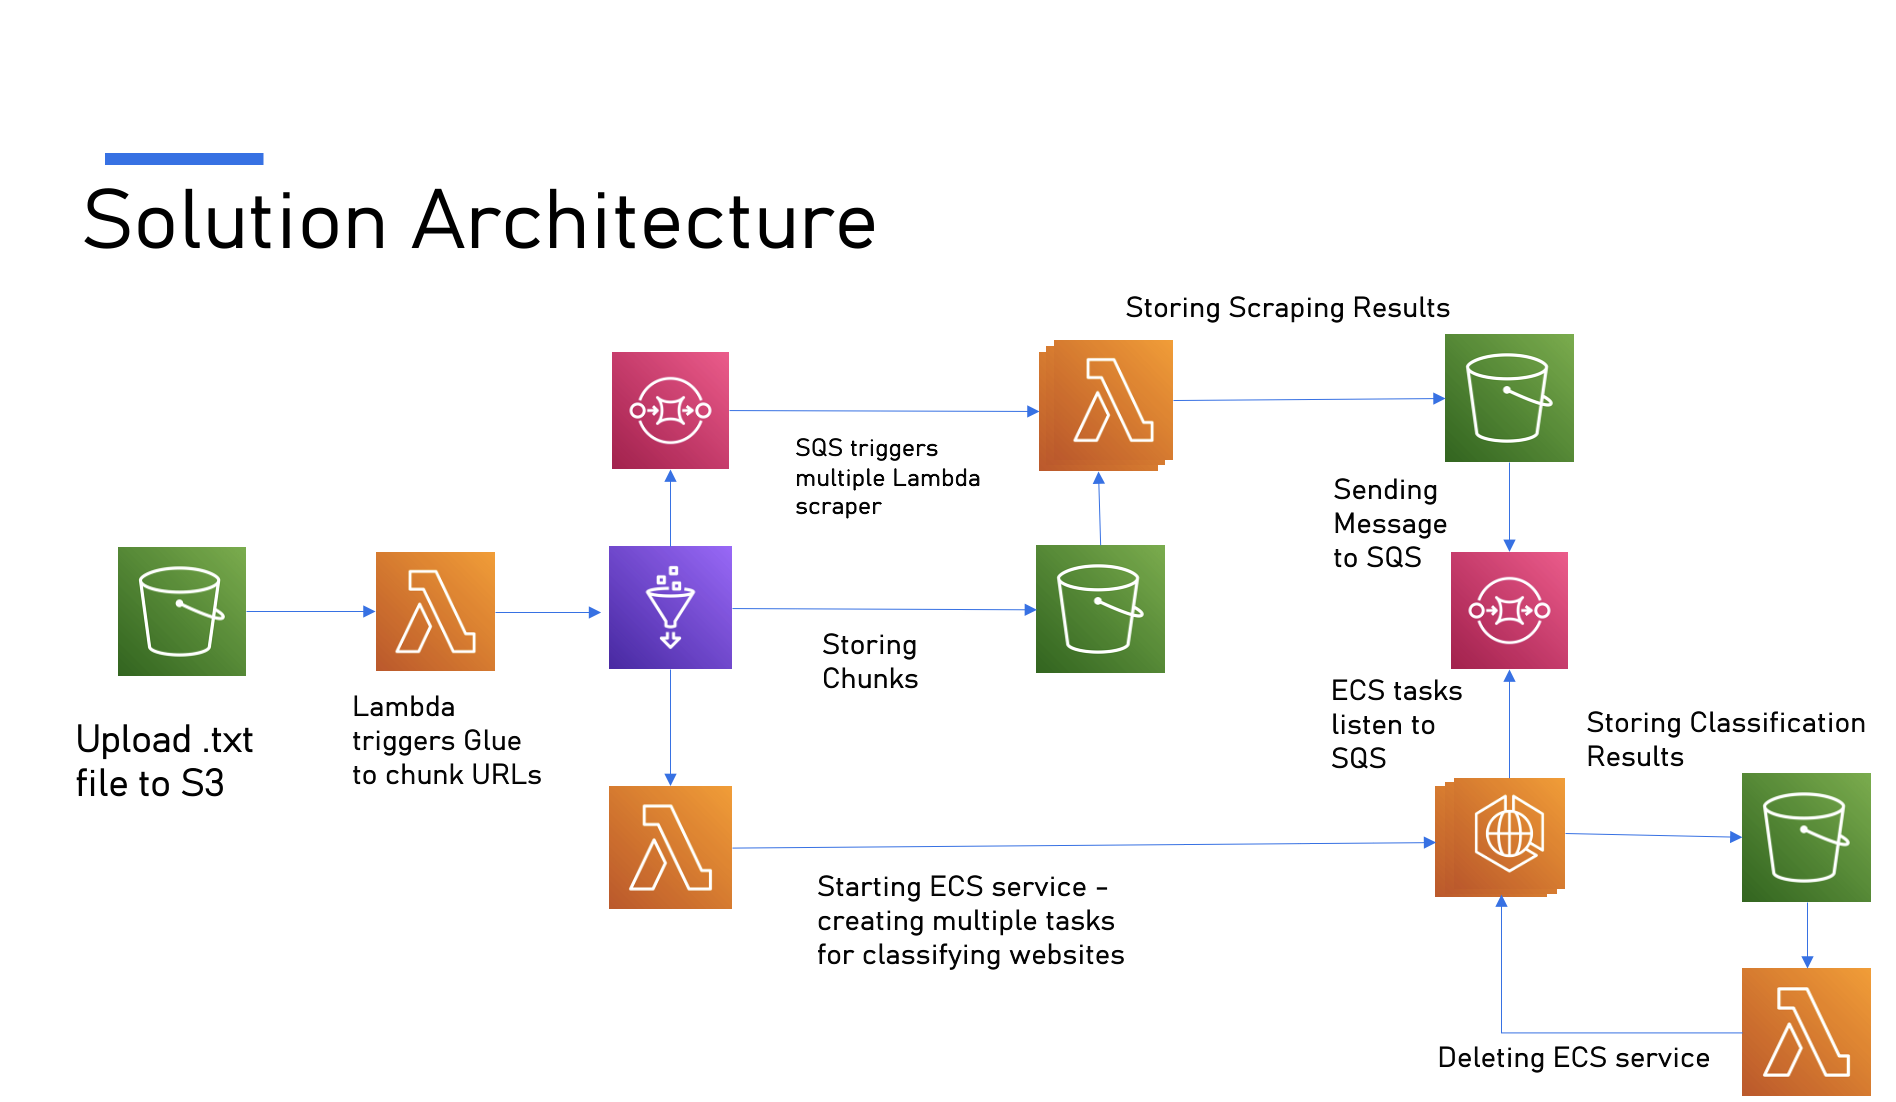 Solution Architecture
Storing Scraping Results
SQS triggers
multiple Lambda
scraper
Sending
Message
to SQS
Upload .txt
file to S3
Lambda
triggers Glue
to chunk URLs
Storing
Chunks
ECS tasks
listen to
SQS
Storing Classification
Results
Starting ECS service -
creating multiple tasks
for classifying websites
Deleting ECS service